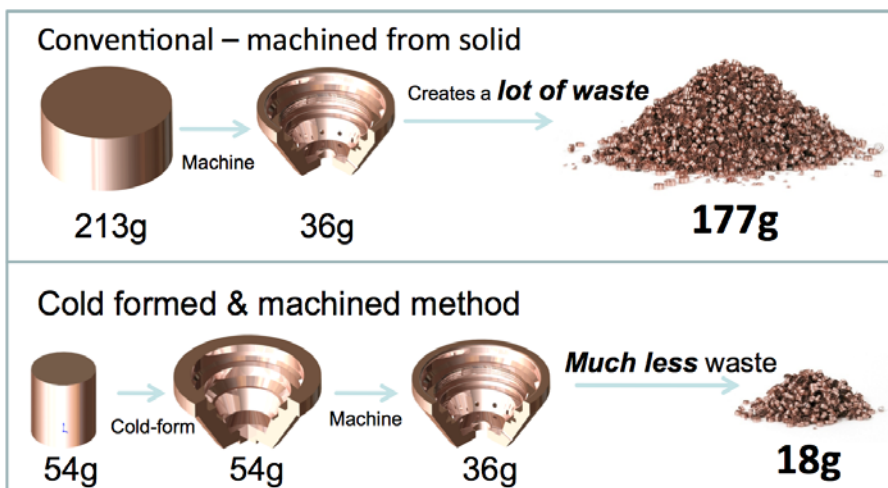 Conventional – machined from solid
Creates a lot of waste
Machine
213g
36g
177g
Cold formed & machined method
Much less waste
Cold-form
Machine
54g
54g
36g
18g